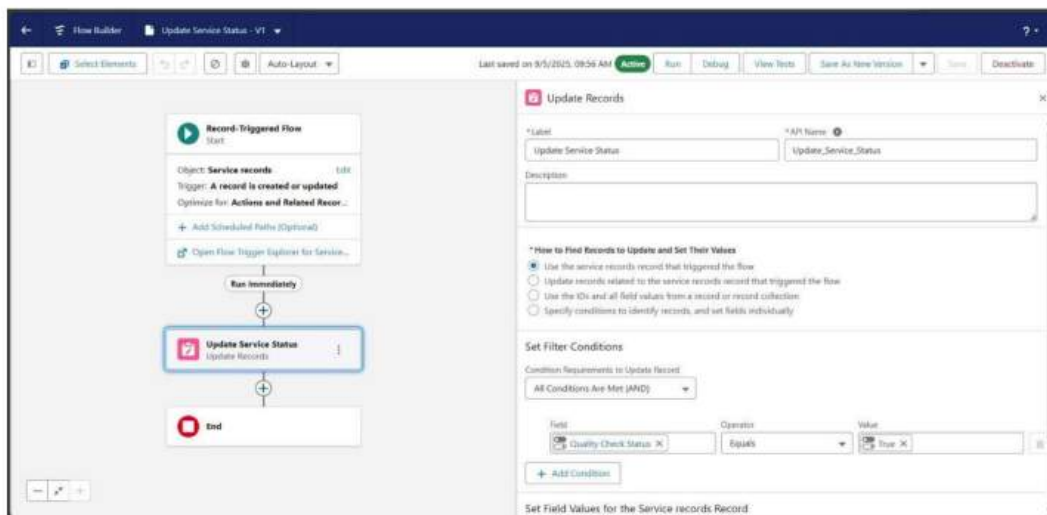 Flow Builder
Update Service Status - V1
?
Select Elements
Auto-Layout
Last saved on 9/5/2025, 09:56 AM
Active
Run
Debug
View Tests
Save As New Version
Save
Deactivate
Record-Triggered Flow
Start
Object: Service records
Edit
Trigger: A record is created or updated
Optimize for: Actions and Related Recor...
+ Add Scheduled Paths (Optional)
Open Flow Trigger Explorer for Service...
Run Immediately
Update Service Status
Update Records
End
Update Records
*Label
*API Name
Update Service Status
Update_Service_Status
Description
*How to Find Records to Update and Set Their Values
Use the service records record that triggered the flow
Update records related to the service records record that triggered the flow
Use the IDs and all field values from a record or record collection
Specify conditions to identify records, and set fields individually
Set Filter Conditions
Condition Requirements to Update Record
All Conditions Are Met (AND)
Field
Operator
Value
Quality Check Status
Equals
True
+ Add Condition
Set Field Values for the Service records Record